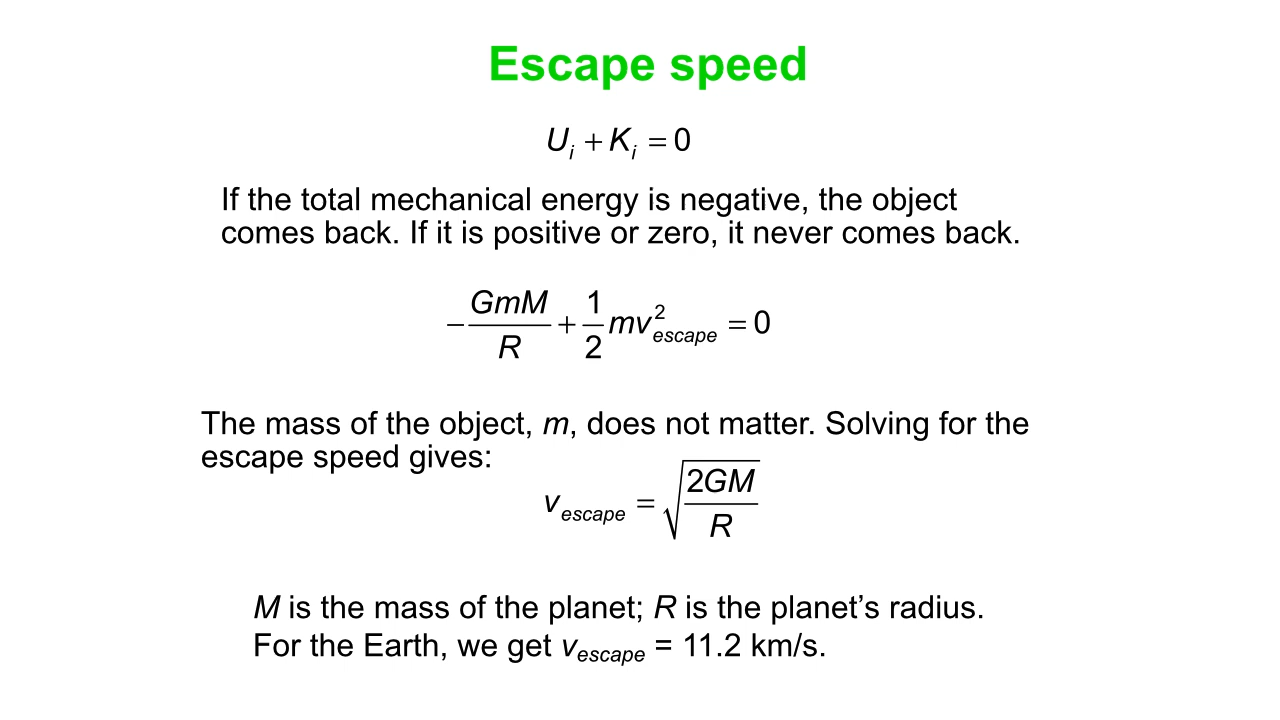 Escape speed
U_i + K_i = 0
If the total mechanical energy is negative, the object
comes back. If it is positive or zero, it never comes back.
−GmM/R + 1/2 mv²_escape = 0
The mass of the object, m, does not matter. Solving for the
escape speed gives:
v_escape = √(2GM/R)
M is the mass of the planet; R is the planet’s radius.
For the Earth, we get v_escape = 11.2 km/s.